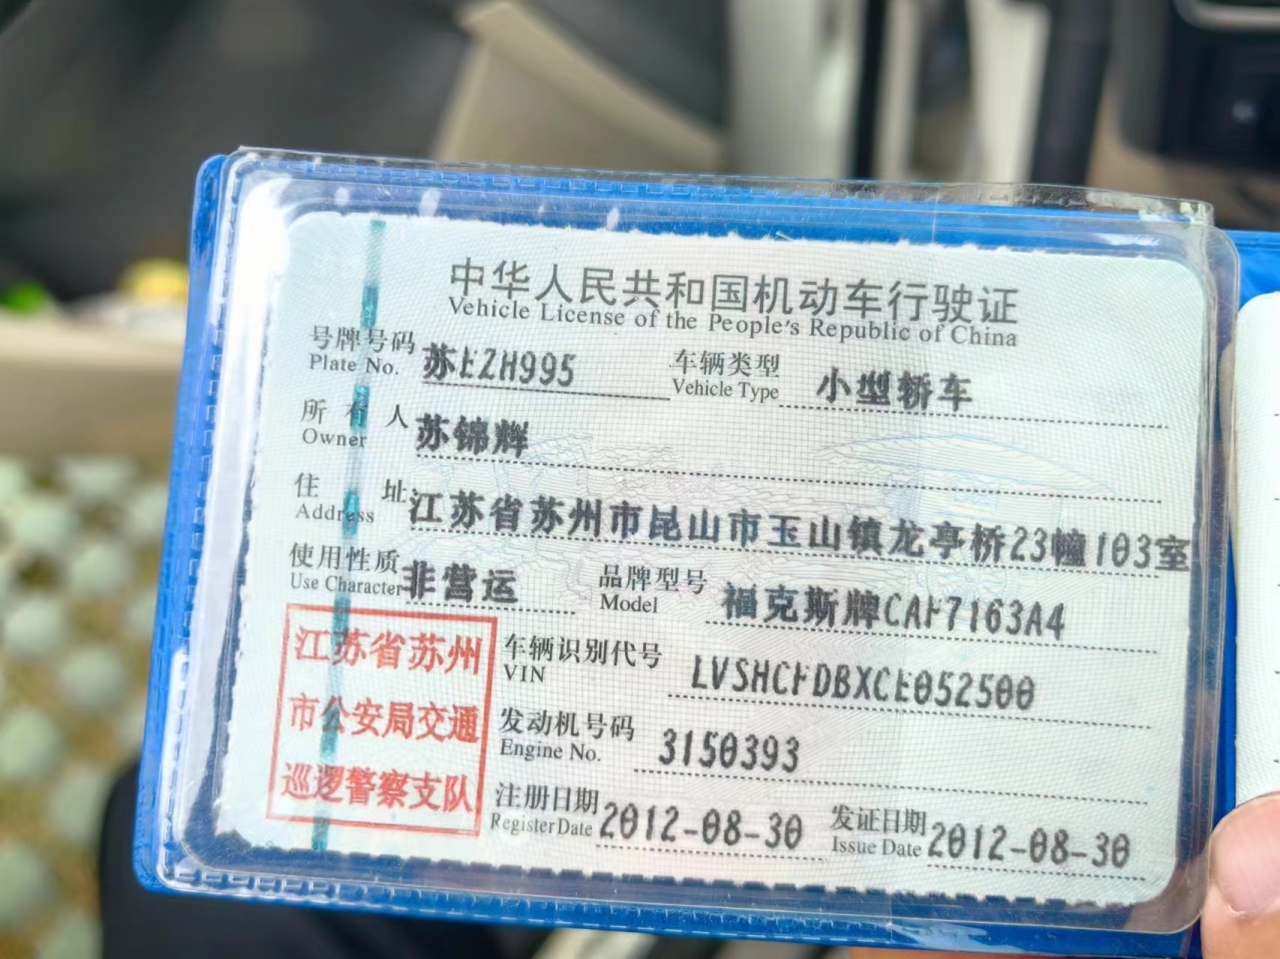 中华人民共和国机动车行驶证
Vehicle License of the People's Republic of China
号牌号码 苏EZH995 车辆类型 小型轿车
Plate No. Vehicle Type
所有人 苏锦辉
Owner
住址 江苏省苏州市昆山市玉山镇龙亭桥23幢103室
Address
使用性质 非营运 品牌型号 福克斯牌CAF7163A4
Use Character Model
江苏省苏州
市公安局交通
巡逻警察支队
车辆识别代号 LVSHCFDBXCE052500
VIN
发动机号码 3150393
Engine No.
注册日期 2012-08-30 发证日期 2012-08-30
Register Date Issue Date